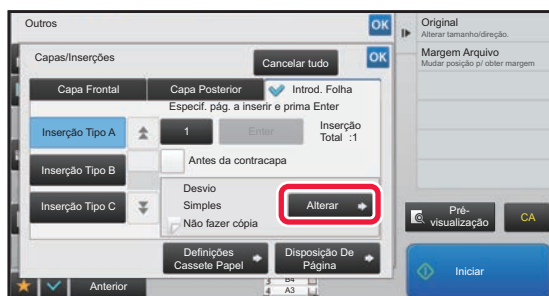 Outros
OK
Capas/Inserções
Cancelar tudo
OK
Capa Frontal
Capa Posterior
Introd. Folha
Especif. pág. a inserir e prima Enter
Inserção Tipo A
1
Enter
Inserção
Total :1
Inserção Tipo B
Antes da contracapa
Inserção Tipo C
Desvio
Simples
Não fazer cópia
Alterar
Definições
Cassete Papel
Disposição De
Página
Anterior
3 B4
4 A3
Original
Alterar tamanho/direção.
Margem Arquivo
Mudar posição p/ obter margem
Pré-
visualização
CA
Iniciar